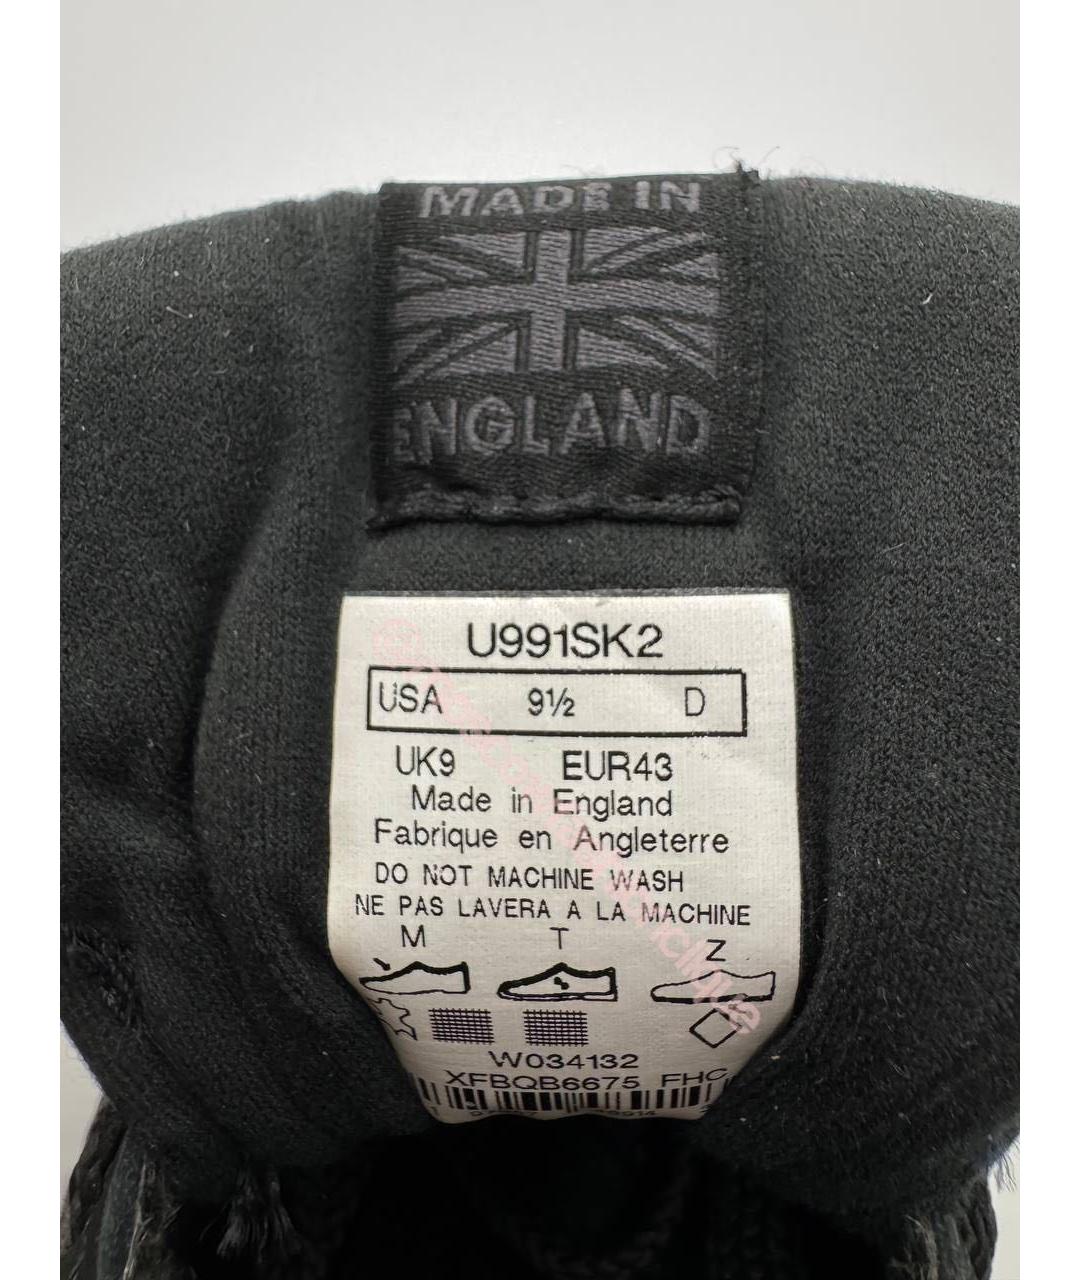 MADE IN
ENGLAND
U991SK2
USA 9½ D
UK9 EUR43
Made in England
Fabrique en Angleterre
DO NOT MACHINE WASH
NE PAS LAVERA A LA MACHINE
M T Z
W034132
XFBQB6675 FHC